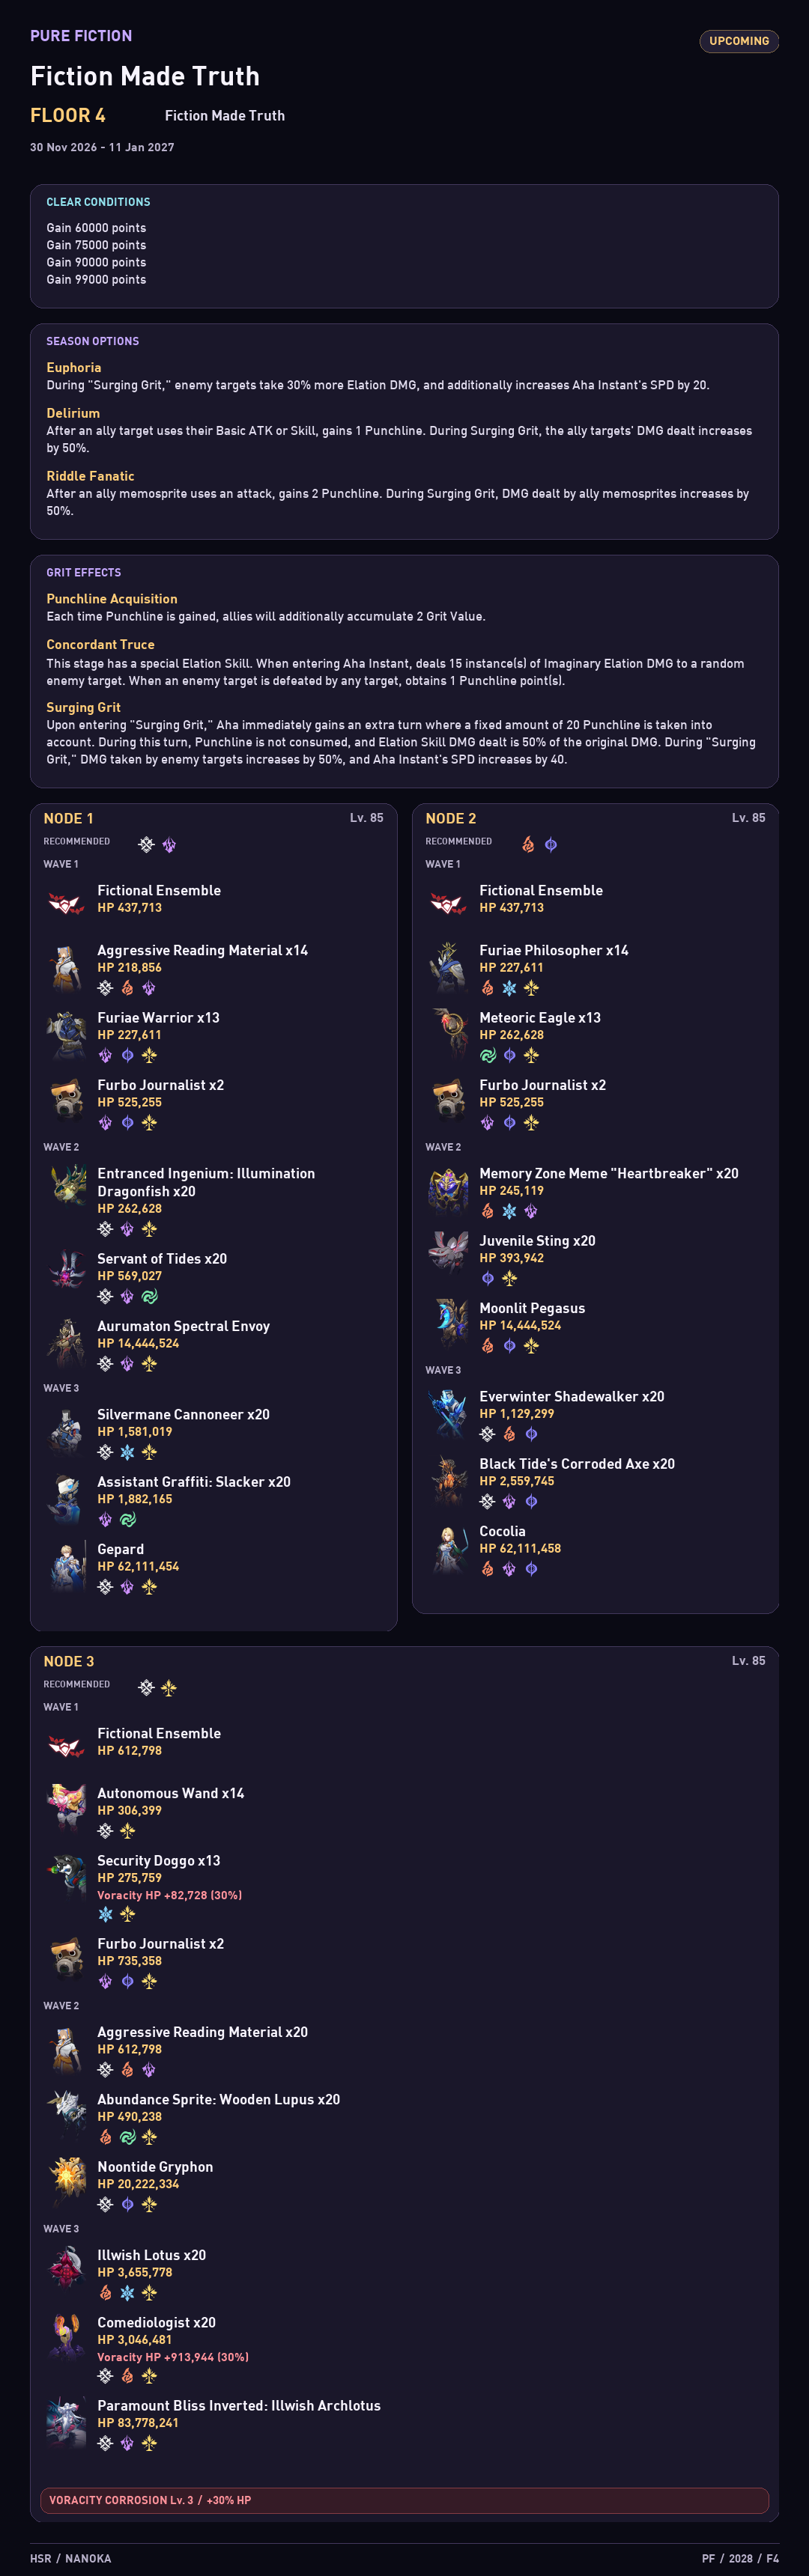 PURE FICTION
UPCOMING
Fiction Made Truth
FLOOR 4
Fiction Made Truth
30 Nov 2026 - 11 Jan 2027
CLEAR CONDITIONS
Gain 60000 points
Gain 75000 points
Gain 90000 points
Gain 99000 points
SEASON OPTIONS
Euphoria
During "Surging Grit," enemy targets take 30% more Elation DMG, and additionally increases Aha Instant's SPD by 20.
Delirium
After an ally target uses their Basic ATK or Skill, gains 1 Punchline. During Surging Grit, the ally targets' DMG dealt increases
by 50%.
Riddle Fanatic
After an ally memosprite uses an attack, gains 2 Punchline. During Surging Grit, DMG dealt by ally memosprites increases by
50%.
GRIT EFFECTS
Punchline Acquisition
Each time Punchline is gained, allies will additionally accumulate 2 Grit Value.
Concordant Truce
This stage has a special Elation Skill. When entering Aha Instant, deals 15 instance(s) of Imaginary Elation DMG to a random
enemy target. When an enemy target is defeated by any target, obtains 1 Punchline point(s).
Surging Grit
Upon entering "Surging Grit," Aha immediately gains an extra turn where a fixed amount of 20 Punchline is taken into
account. During this turn, Punchline is not consumed, and Elation Skill DMG dealt is 50% of the original DMG. During "Surging
Grit," DMG taken by enemy targets increases by 50%, and Aha Instant's SPD increases by 40.
NODE 1
Lv. 85
RECOMMENDED
WAVE 1
Fictional Ensemble
HP 437,713
Aggressive Reading Material x14
HP 218,856
Furiae Warrior x13
HP 227,611
Furbo Journalist x2
HP 525,255
WAVE 2
Entranced Ingenium: Illumination
Dragonfish x20
HP 262,628
Servant of Tides x20
HP 569,027
Aurumaton Spectral Envoy
HP 14,444,524
WAVE 3
Silvermane Cannoneer x20
HP 1,581,019
Assistant Graffiti: Slacker x20
HP 1,882,165
Gepard
HP 62,111,454
NODE 2
Lv. 85
RECOMMENDED
WAVE 1
Fictional Ensemble
HP 437,713
Furiae Philosopher x14
HP 227,611
Meteoric Eagle x13
HP 262,628
Furbo Journalist x2
HP 525,255
WAVE 2
Memory Zone Meme "Heartbreaker" x20
HP 245,119
Juvenile Sting x20
HP 393,942
Moonlit Pegasus
HP 14,444,524
WAVE 3
Everwinter Shadewalker x20
HP 1,129,299
Black Tide's Corroded Axe x20
HP 2,559,745
Cocolia
HP 62,111,458
NODE 3
Lv. 85
RECOMMENDED
WAVE 1
Fictional Ensemble
HP 612,798
Autonomous Wand x14
HP 306,399
Security Doggo x13
HP 275,759
Voracity HP +82,728 (30%)
Furbo Journalist x2
HP 735,358
WAVE 2
Aggressive Reading Material x20
HP 612,798
Abundance Sprite: Wooden Lupus x20
HP 490,238
Noontide Gryphon
HP 20,222,334
WAVE 3
Illwish Lotus x20
HP 3,655,778
Comediologist x20
HP 3,046,481
Voracity HP +913,944 (30%)
Paramount Bliss Inverted: Illwish Archlotus
HP 83,778,241
VORACITY CORROSION Lv. 3 / +30% HP
HSR / NANOKA
PF / 2028 / F4